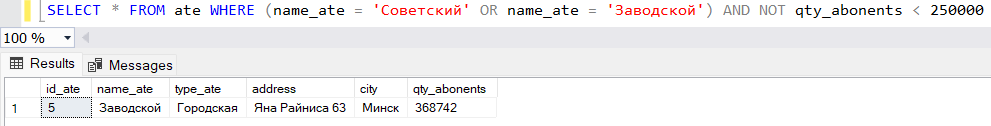 SELECT * FROM ate WHERE (name_ate = 'Советский' OR name_ate = 'Заводской') AND NOT qty_abonents < 250000
100 %
Results Messages
id_ate name_ate type_ate address city qty_abonents
1 5 Заводской Городская Яна Райниса 63 Минск 368742